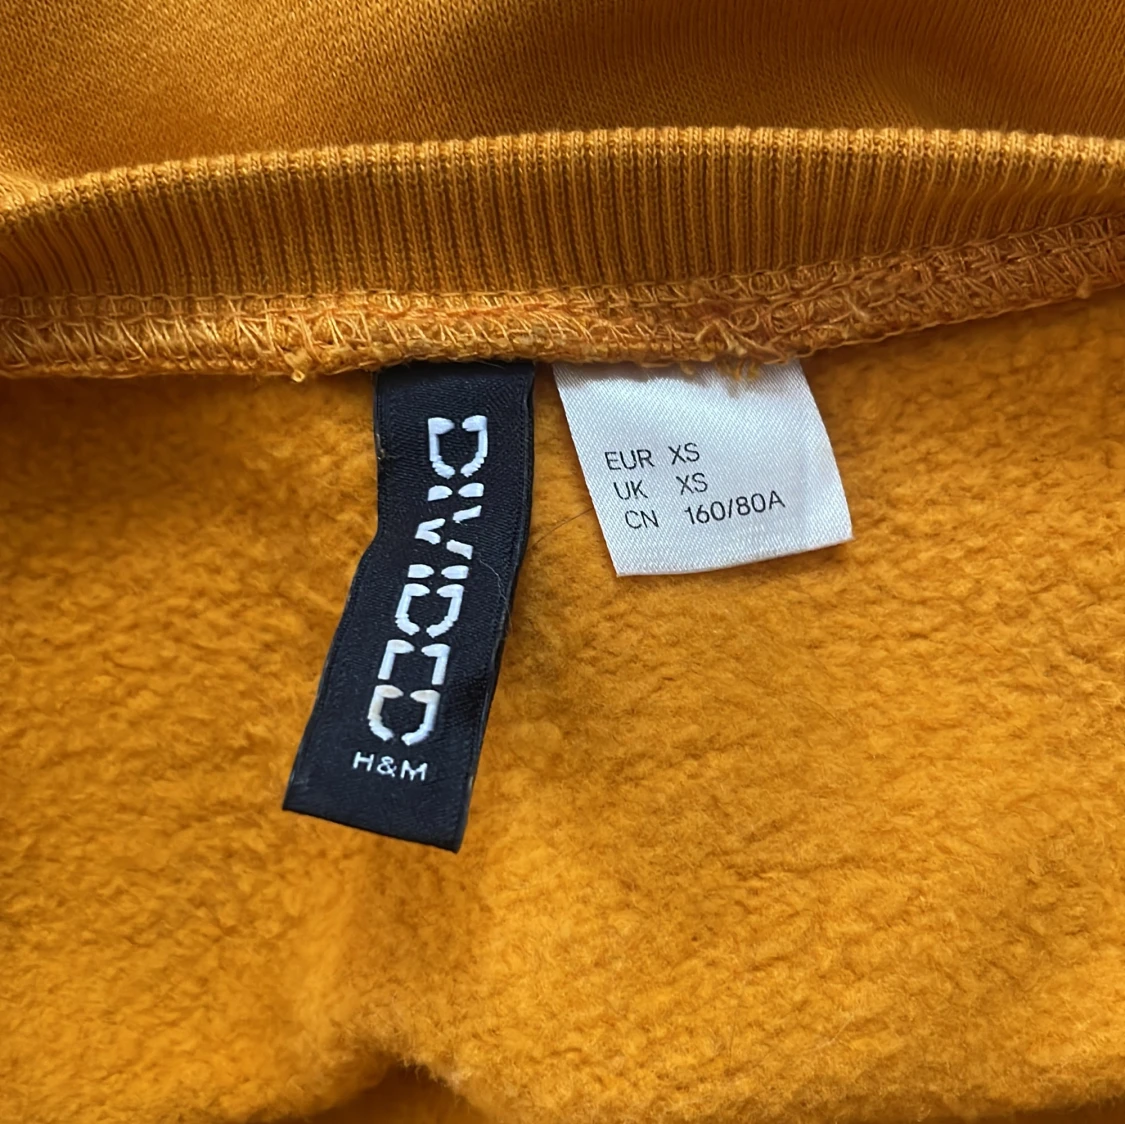 DIVIDED
H&M
EUR XS
UK XS
CN 160/80A